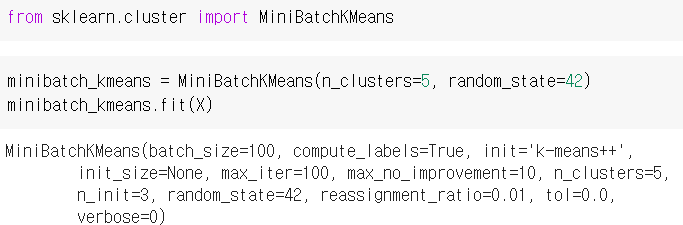 from sklearn.cluster import MiniBatchKMeans
minibatch_kmeans = MiniBatchKMeans(n_clusters=5, random_state=42)
minibatch_kmeans.fit(X)
MiniBatchKMeans(batch_size=100, compute_labels=True, init='k-means++',
init_size=None, max_iter=100, max_no_improvement=10, n_clusters=5,
n_init=3, random_state=42, reassignment_ratio=0.01, tol=0.0,
verbose=0)